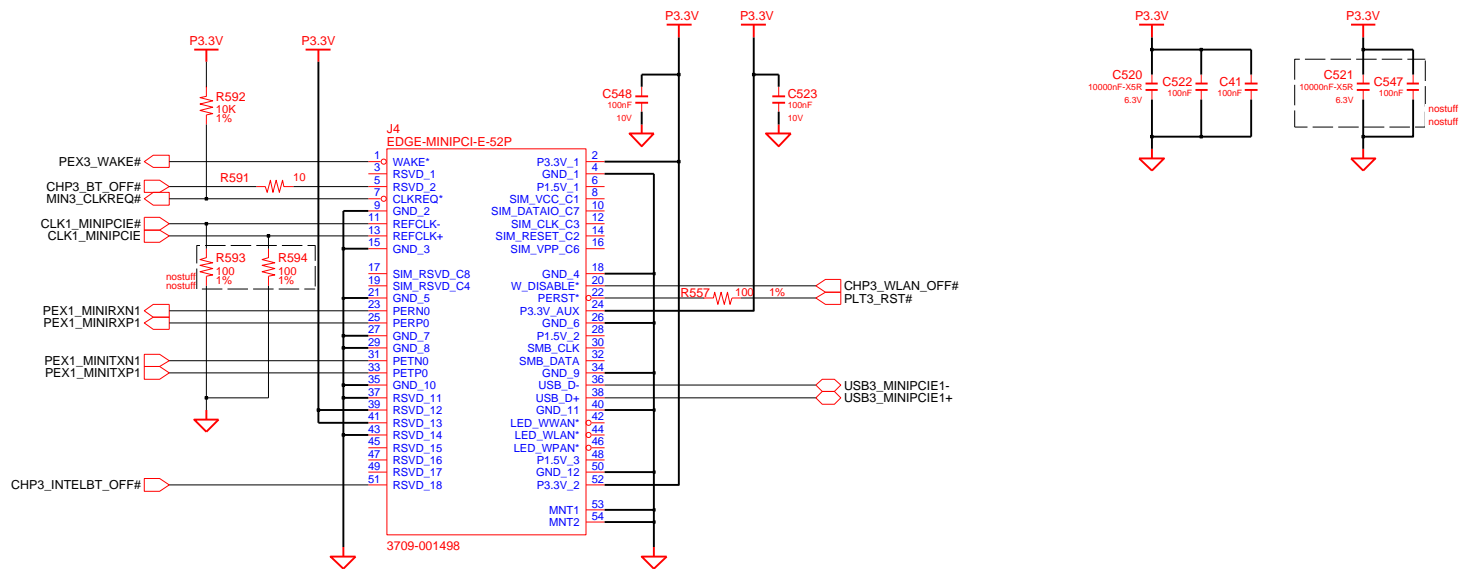 P3.3V
P3.3V
P3.3V
P3.3V
P3.3V
P3.3V
R592
10K
1%
C548
100nF
10V
C523
100nF
10V
C520
10000nF-X5R
6.3V
C522
100nF
C41
100nF
C521
10000nF-X5R
6.3V
C547
100nF
nostuff
nostuff
J4
EDGE-MINIPCI-E-52P
PEX3_WAKE#
CHP3_BT_OFF#
MIN3_CLKREQ#
CLK1_MINIPCIE#
CLK1_MINIPCIE
R591
10
R593
100
1%
R594
100
1%
nostuff
nostuff
PEX1_MINIRXN1
PEX1_MINIRXP1
PEX1_MINITXN1
PEX1_MINITXP1
CHP3_INTELBT_OFF#
1 WAKE*
3 RSVD_1
5 RSVD_2
7 CLKREQ*
9 GND_2
11 REFCLK-
13 REFCLK+
15 GND_3
17 SIM_RSVD_C8
19 SIM_RSVD_C4
21 GND_5
23 PERN0
25 PERP0
27 GND_7
29 GND_8
31 PETN0
33 PETP0
35 GND_10
37 RSVD_11
39 RSVD_12
41 RSVD_13
43 RSVD_14
45 RSVD_15
47 RSVD_16
49 RSVD_17
51 RSVD_18
P3.3V_1 2
GND_1 4
P1.5V_1 6
SIM_VCC_C1 8
SIM_DATAIO_C7 10
SIM_CLK_C3 12
SIM_RESET_C2 14
SIM_VPP_C6 16
GND_4 18
W_DISABLE* 20
PERST* 22
P3.3V_AUX 24
GND_6 26
P1.5V_2 28
SMB_CLK 30
SMB_DATA 32
GND_9 34
USB_D- 36
USB_D+ 38
GND_11 40
LED_WWAN* 42
LED_WLAN* 44
LED_WPAN* 46
P1.5V_3 48
GND_12 50
P3.3V_2 52
MNT1 53
MNT2 54
R557
100
1%
CHP3_WLAN_OFF#
PLT3_RST#
USB3_MINIPCIE1-
USB3_MINIPCIE1+
3709-001498